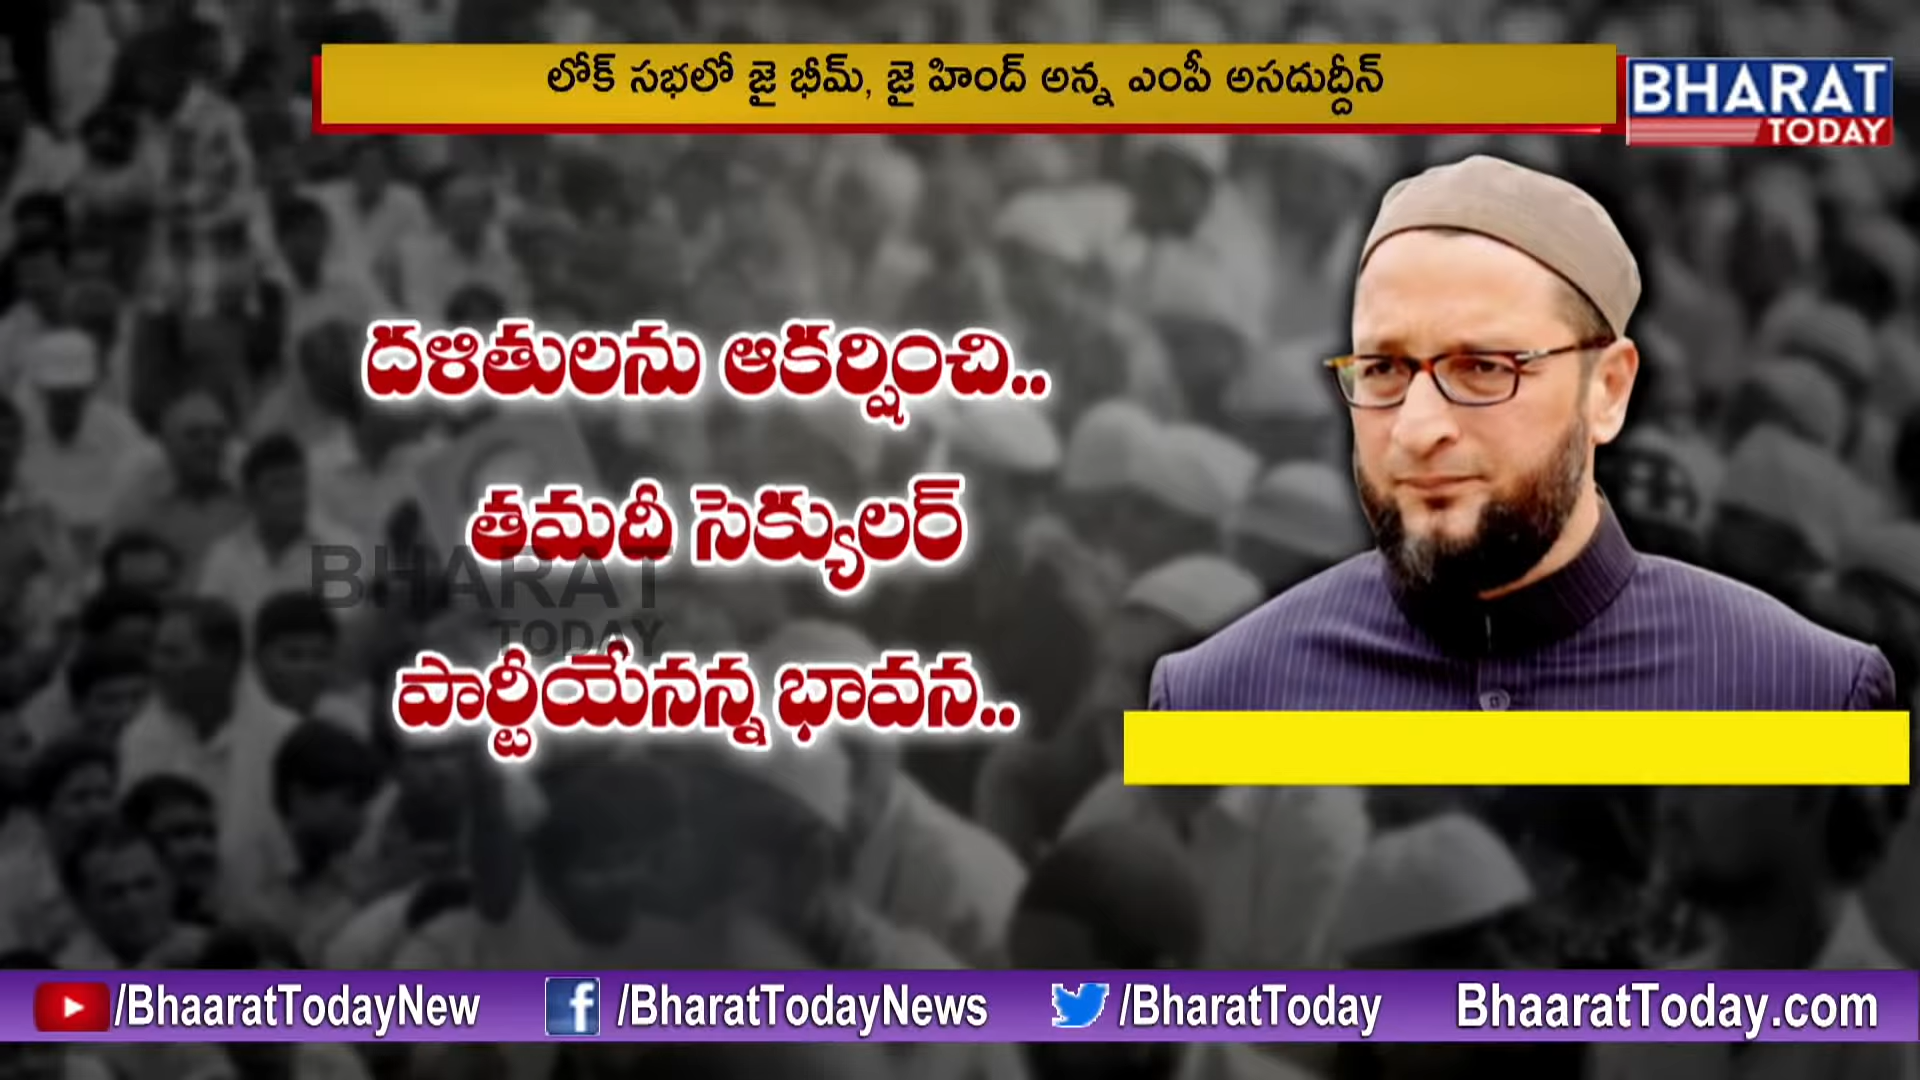 లోక్ సభలో జై భీమ్, జై హింద్ అన్న ఎంపీ అసదుద్దీన్
BHARAT
TODAY
దళితులను ఆకర్షించి..
తమదీ సెక్యులర్
పార్టీయేనన్న భావన..
BHARAT
TODAY
/BhaaratTodayNew /BharatTodayNews /BharatToday BhaaratToday.com